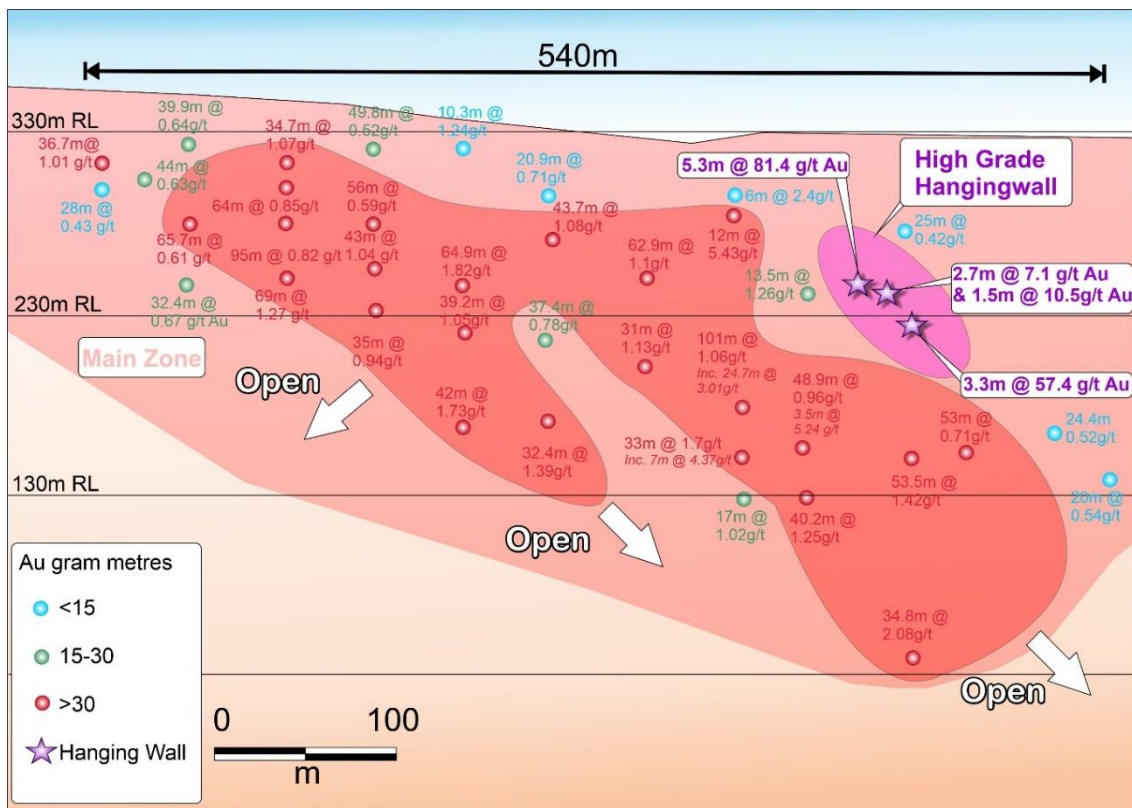 540m
330m RL
39.9m @
0.64g/t
34.7m @
1.07g/t
49.8m @
0.52g/t
10.3m @
1.24g/t
36.7m@
1.01 g/t
44m @
0.63g/t
28m @
0.43 g/t
20.9m @
0.71g/t
5.3m @ 81.4 g/t Au
High Grade
Hangingwall
6m @ 2.4g/t
64m @ 0.85g/t
56m @
0.59g/t
43.7m @
1.08g/t
12m @
5.43g/t
25m @
0.42g/t
65.7m @
0.61 g/t
95m @ 0.82 g/t
43m @
1.04 g/t
64.9m @
1.82g/t
62.9m @
1.1g/t
13.5m @
1.26g/t
2.7m @ 7.1 g/t Au
& 1.5m @ 10.5g/t Au
32.4m @
0.67 g/t Au
69m @
1.27 g/t
39.2m @
1.05g/t
37.4m @
0.78g/t
230m RL
Main Zone
35m @
0.94g/t
31m @
1.13g/t
101m @
1.06g/t
Inc. 24.7m @
3.01g/t
3.3m @ 57.4 g/t Au
Open
42m @
1.73g/t
32.4m @
1.39g/t
48.9m @
0.96g/t
3.5m @
5.24 g/t
53m @
0.71g/t
24.4m
0.52g/t
33m @ 1.7g/t
Inc. 7m @ 4.37g/t
53.5m @
1.42g/t
130m RL
20m @
0.54g/t
17m @
1.02g/t
40.2m @
1.25g/t
Open
34.8m @
2.08g/t
Open
Au gram metres
<15
15-30
>30
Hanging Wall
0
100
m